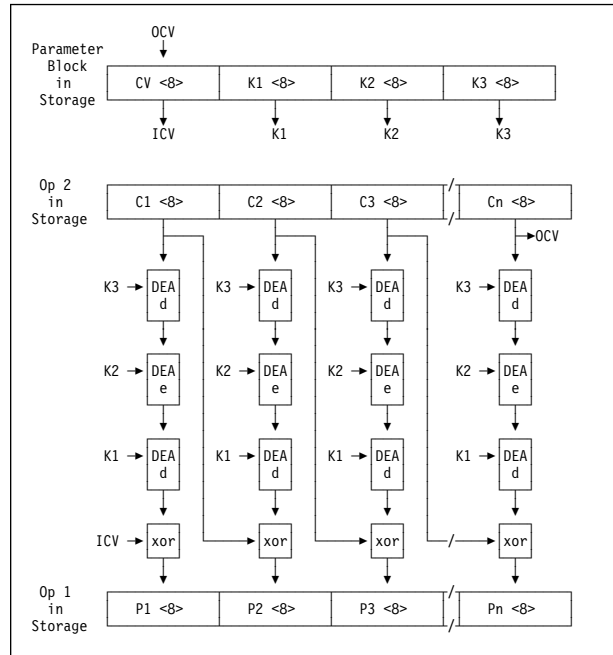 OCV
Parameter
Block
in
Storage
CV <8> K1 <8> K2 <8> K3 <8>
ICV K1 K2 K3
Op 2
in
Storage
C1 <8> C2 <8> C3 <8> Cn <8>
OCV
K3 DEA d K3 DEA d K3 DEA d K3 DEA d
K2 DEA e K2 DEA e K2 DEA e K2 DEA e
K1 DEA d K1 DEA d K1 DEA d K1 DEA d
ICV xor xor xor xor
Op 1
in
Storage
P1 <8> P2 <8> P3 <8> Pn <8>